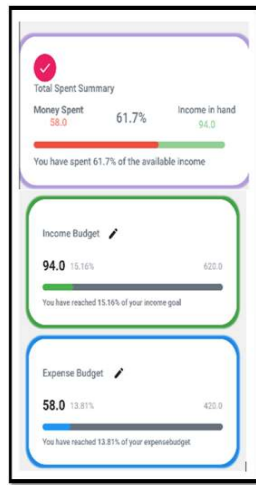 Total Spent Summary
Money Spent 61.7% Income in hand
58.0 94.0
You have spent 61.7% of the available income
Income Budget
94.0 15.16% 620.0
You have reached 15.16% of your income goal
Expense Budget
58.0 13.81% 420.0
You have reached 13.81% of your expensebudget